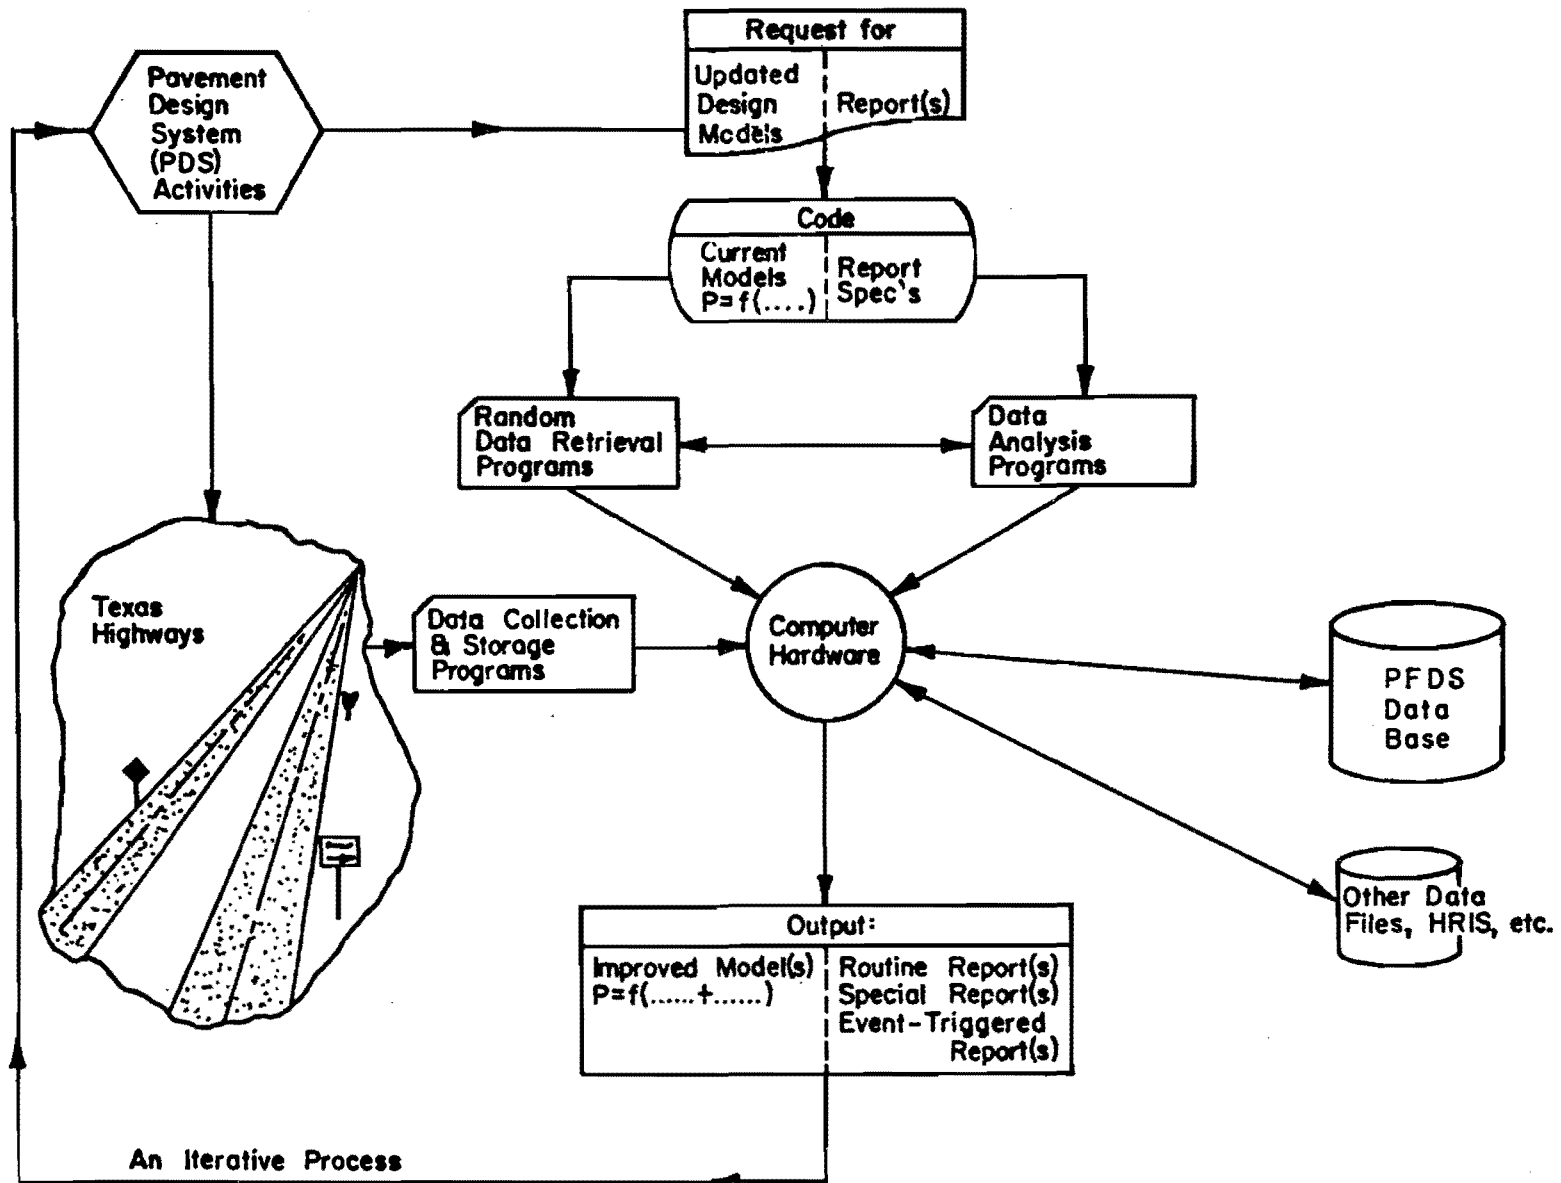 Request for
Updated
Design
Models
Report(s)
Pavement
Design
System
(PDS)
Activities
Code
Current
Models
P=f(....)
Report
Spec's
Random
Data Retrieval
Programs
Data
Analysis
Programs
Texas
Highways
Data Collection
& Storage
Programs
Computer
Hardware
PFDS
Data
Base
Other Data
Files, HRIS, etc.
Output:
Improved Model(s)
P=f(......+......)
Routine Report(s)
Special Report(s)
Event-Triggered
Report(s)
An Iterative Process